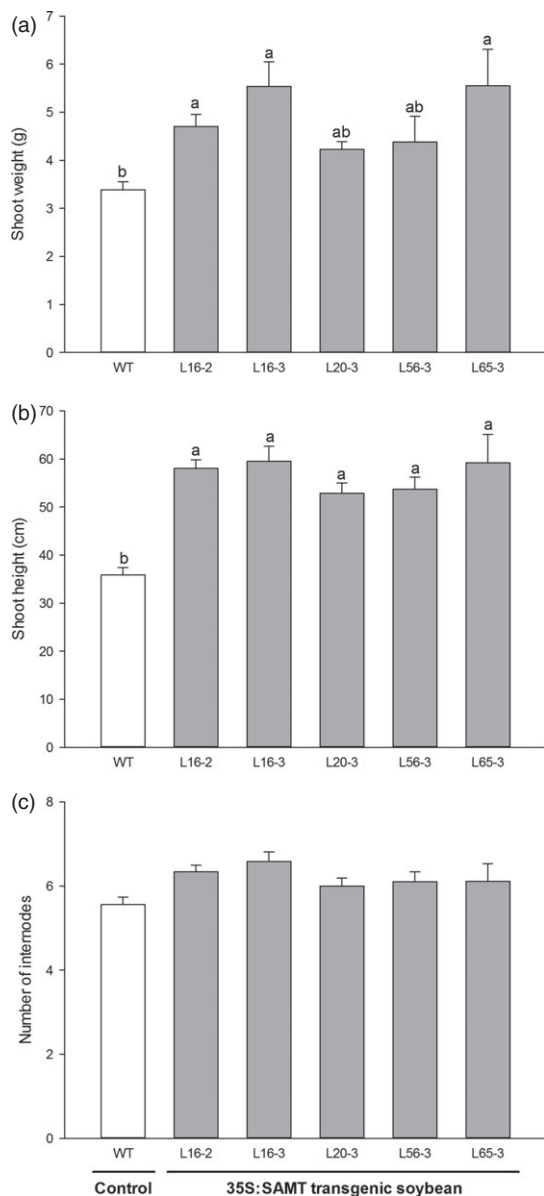 (a)
Shoot weight (g)
7
6
5
4
3
2
1
0
b
a
a
ab
ab
a
WT L16-2 L16-3 L20-3 L56-3 L65-3
(b)
Shoot height (cm)
70
60
50
40
30
20
10
0
b
a
a
a
a
a
WT L16-2 L16-3 L20-3 L56-3 L65-3
(c)
Number of internodes
8
6
4
2
0
WT L16-2 L16-3 L20-3 L56-3 L65-3
Control 35S:SAMT transgenic soybean